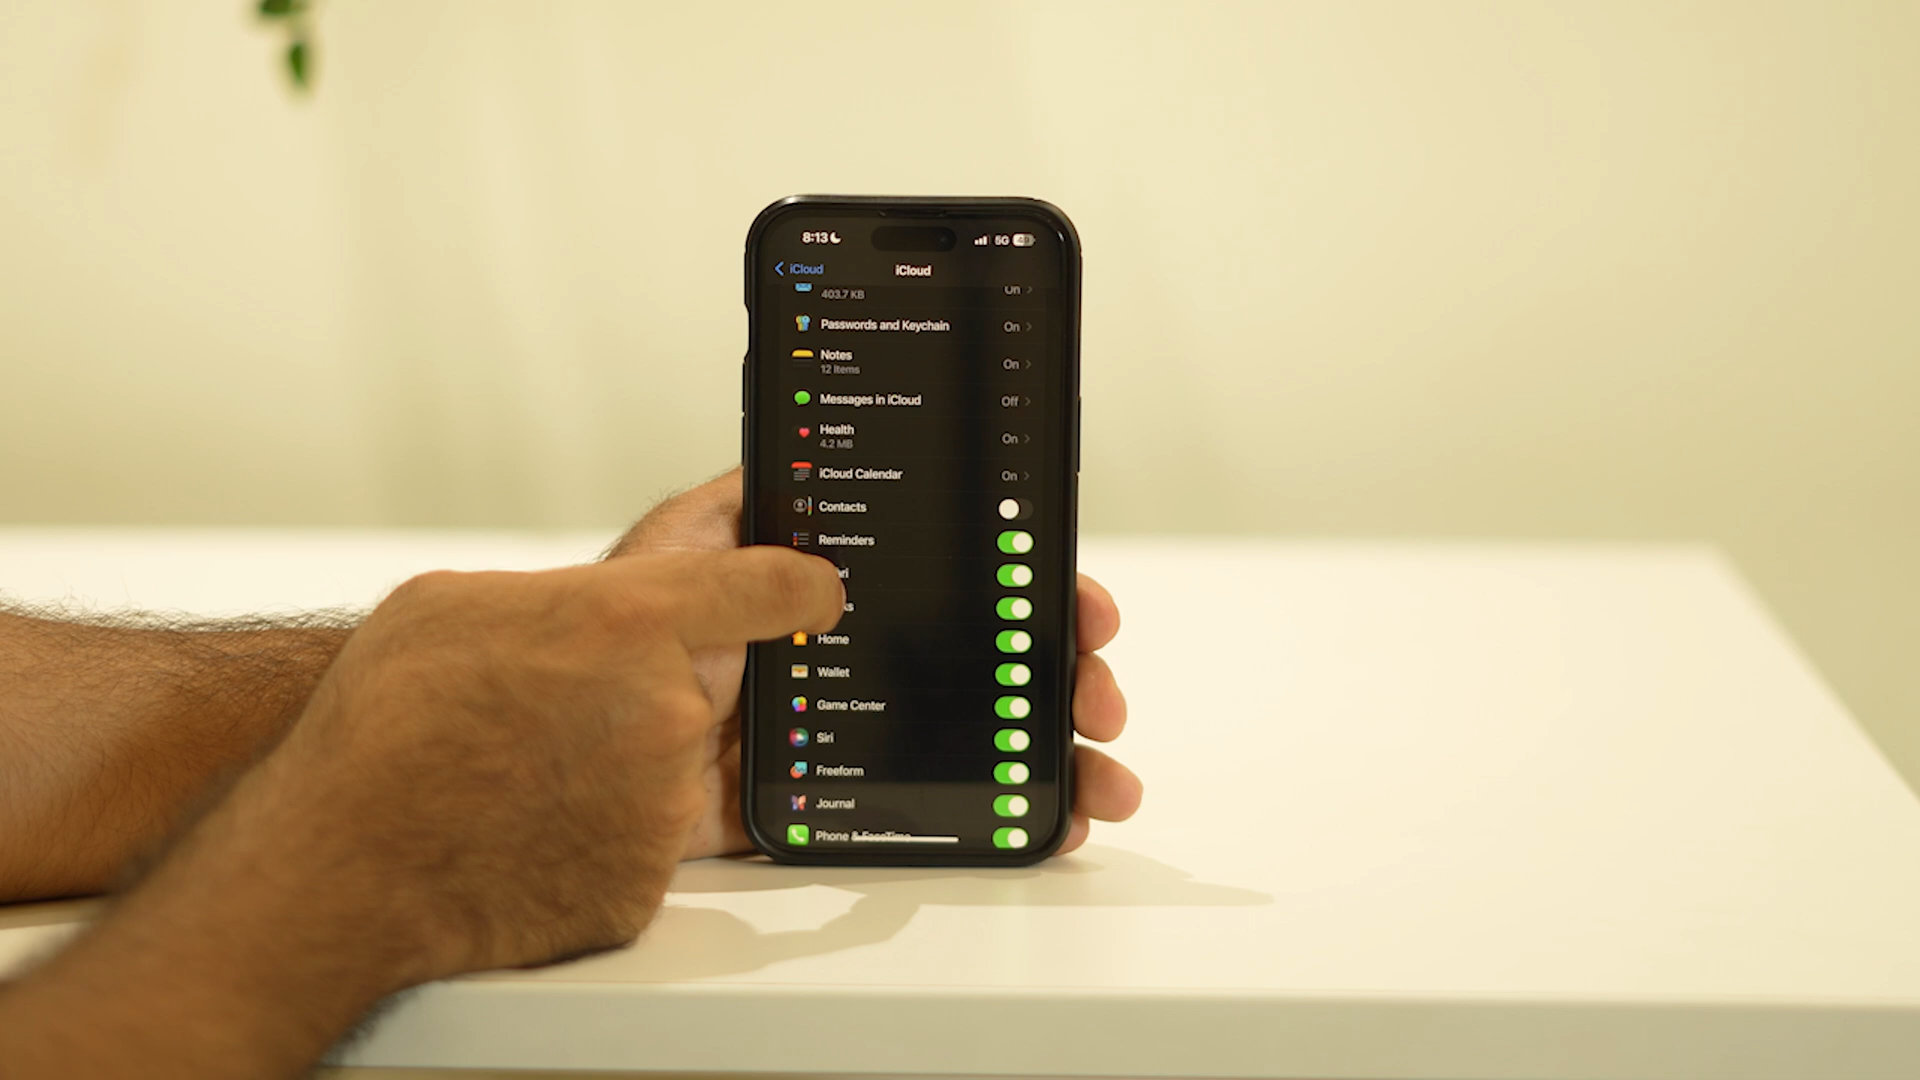 8:13 5G 49
iCloud iCloud
403.7 KB On
Passwords and Keychain On
Notes
12 Items On
Messages in iCloud Off
Health
4.2 MB On
iCloud Calendar On
Contacts
Reminders
Home
Wallet
Game Center
Siri
Freeform
Journal
Phone & FaceTime